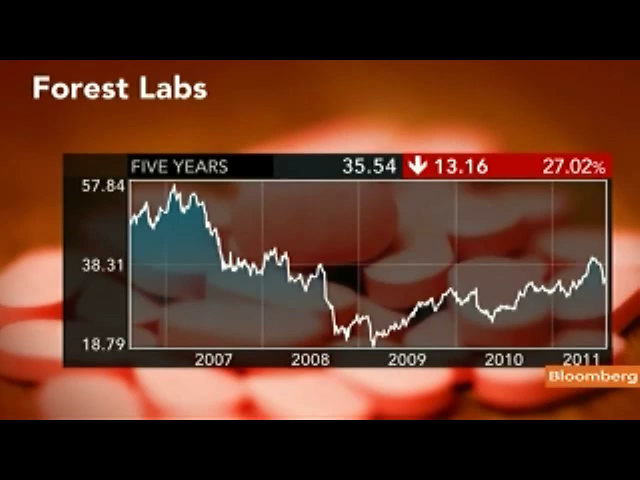 Forest Labs
FIVE YEARS 35.54 13.16 27.02%
57.84
38.31
18.79
2007 2008 2009 2010 2011
Bloomberg